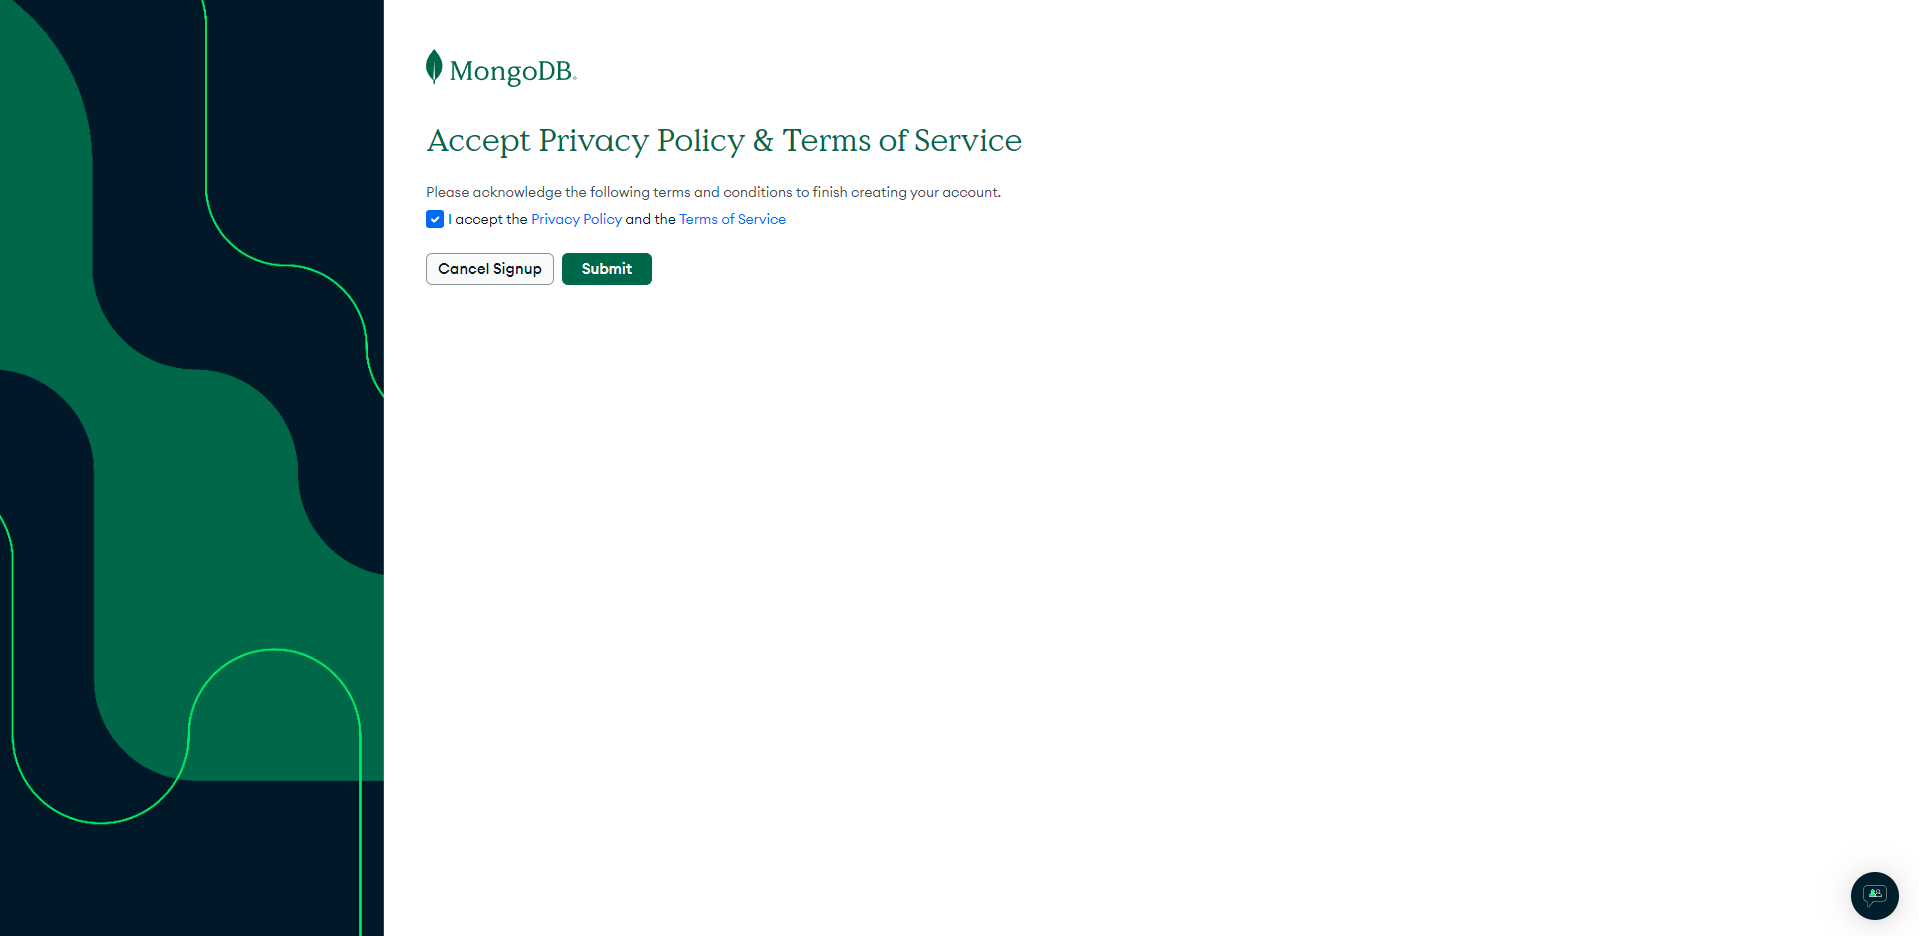 MongoDB®
Accept Privacy Policy & Terms of Service
Please acknowledge the following terms and conditions to finish creating your account.
I accept the Privacy Policy and the Terms of Service
Cancel Signup Submit